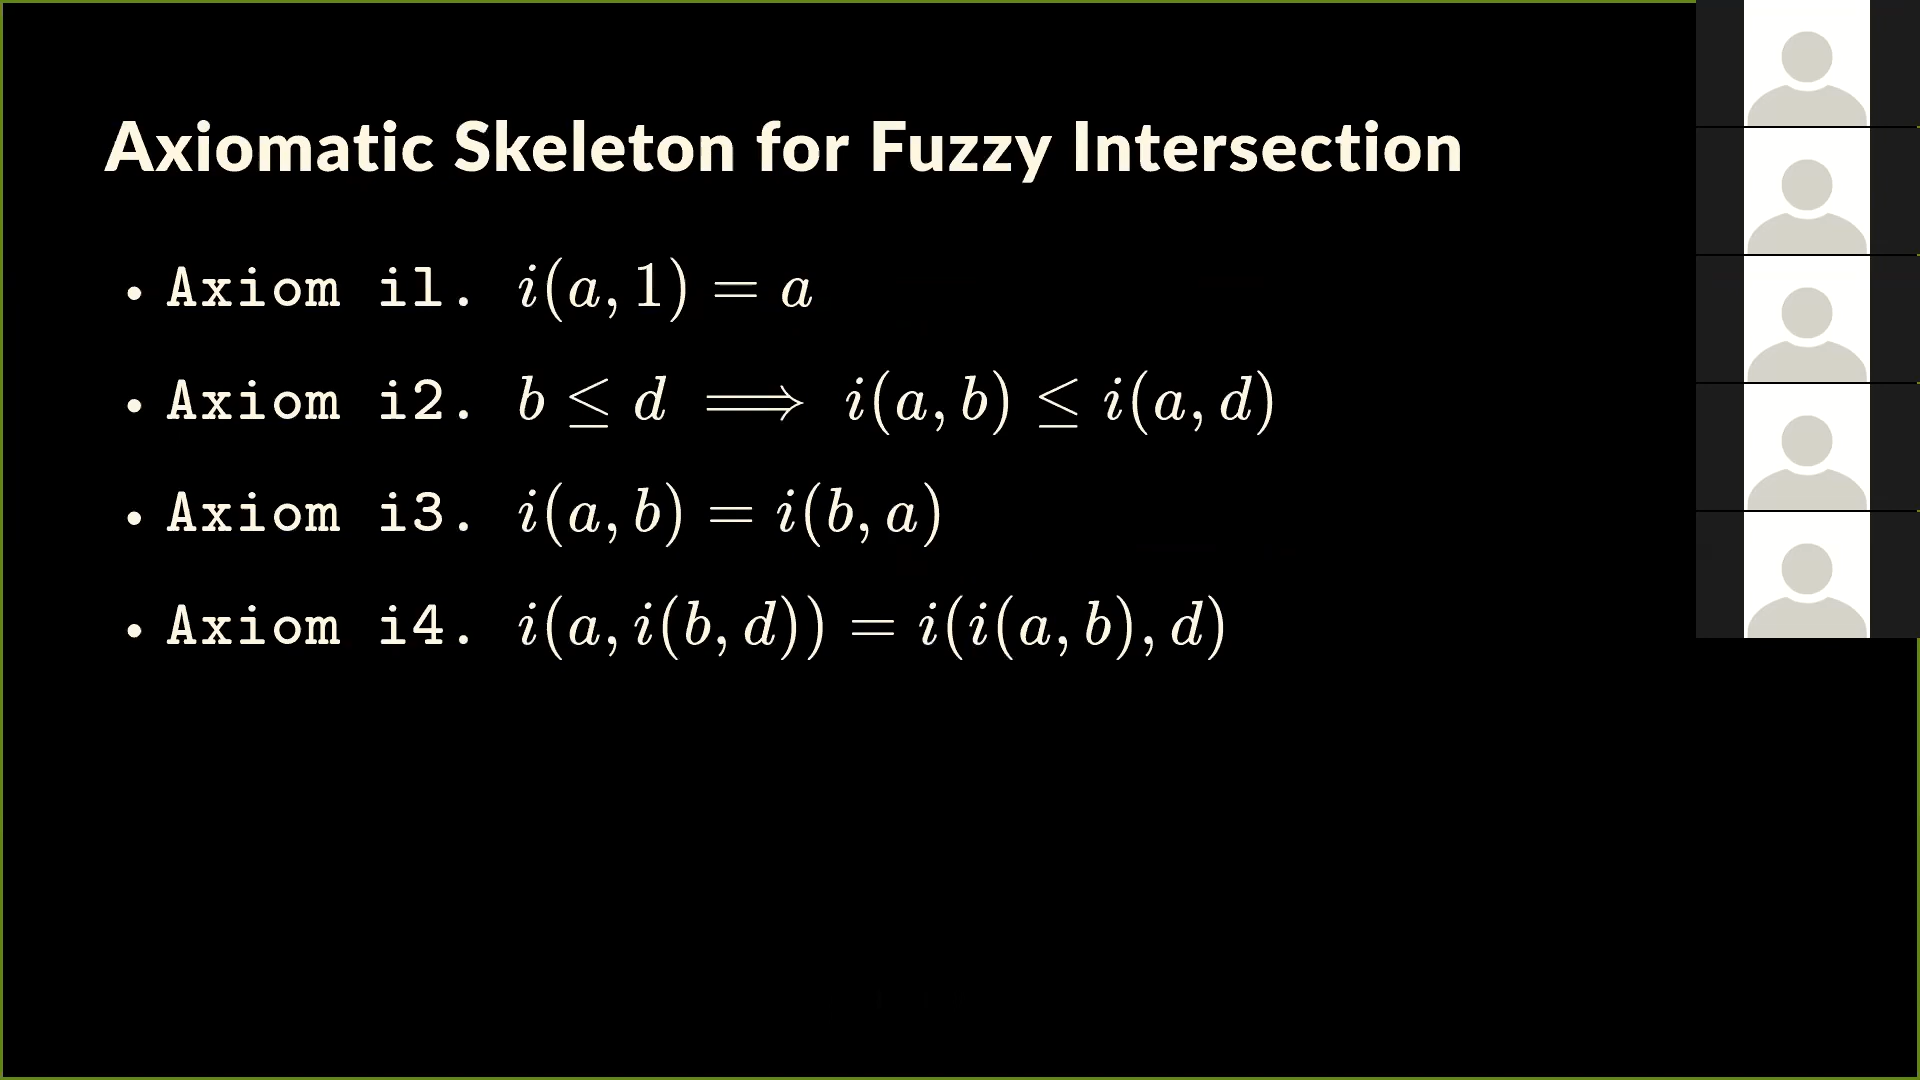 Axiomatic Skeleton for Fuzzy Intersection
• Axiom i1. i(a, 1) = a
• Axiom i2. b ≤ d ⟹ i(a, b) ≤ i(a, d)
• Axiom i3. i(a, b) = i(b, a)
• Axiom i4. i(a, i(b, d)) = i(i(a, b), d)